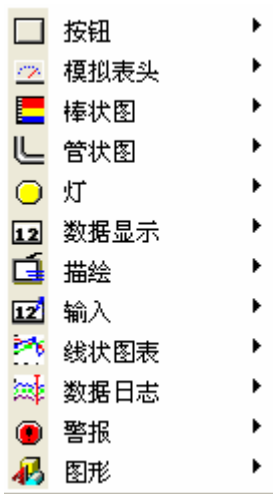 按钮
模拟表头
棒状图
管状图
灯
12 数据显示
描绘
12 输入
线状图表
数据日志
警报
图形